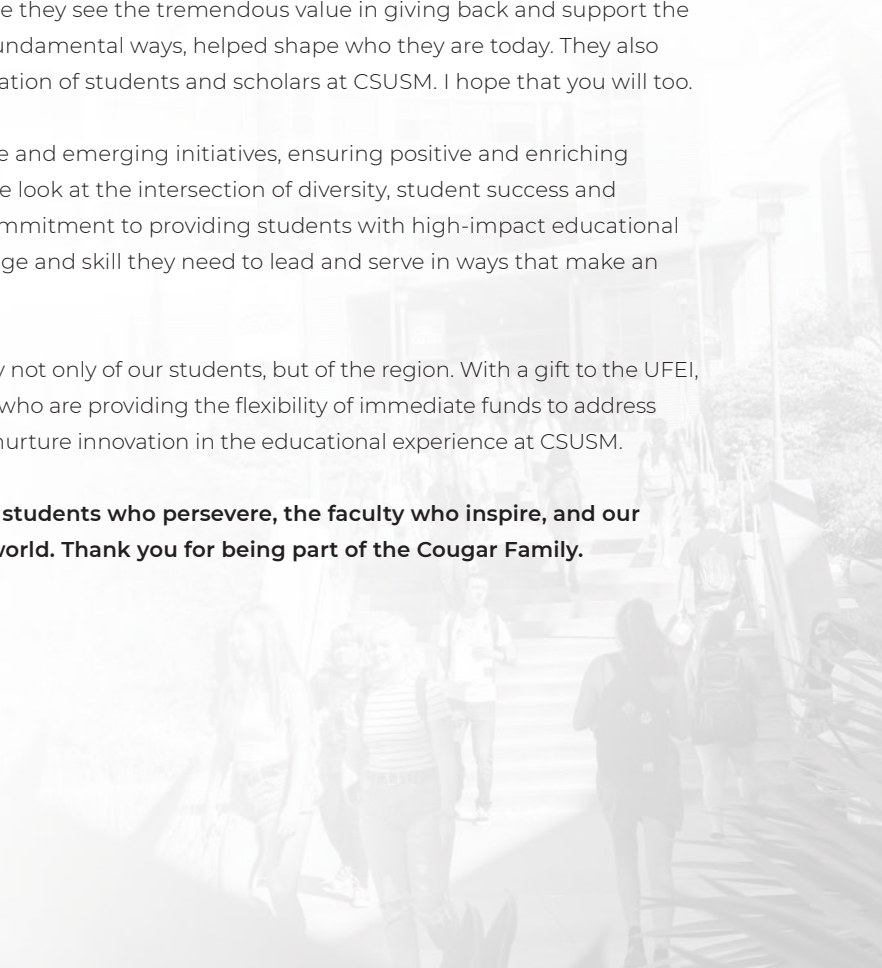 e they see the tremendous value in giving back and support the
undamental ways, helped shape who they are today. They also
ation of students and scholars at CSUSM. I hope that you will too.
e and emerging initiatives, ensuring positive and enriching
e look at the intersection of diversity, student success and
mmitment to providing students with high-impact educational
ge and skill they need to lead and serve in ways that make an
y not only of our students, but of the region. With a gift to the UFEI,
who are providing the flexibility of immediate funds to address
nurture innovation in the educational experience at CSUSM.
students who persevere, the faculty who inspire, and our
world. Thank you for being part of the Cougar Family.